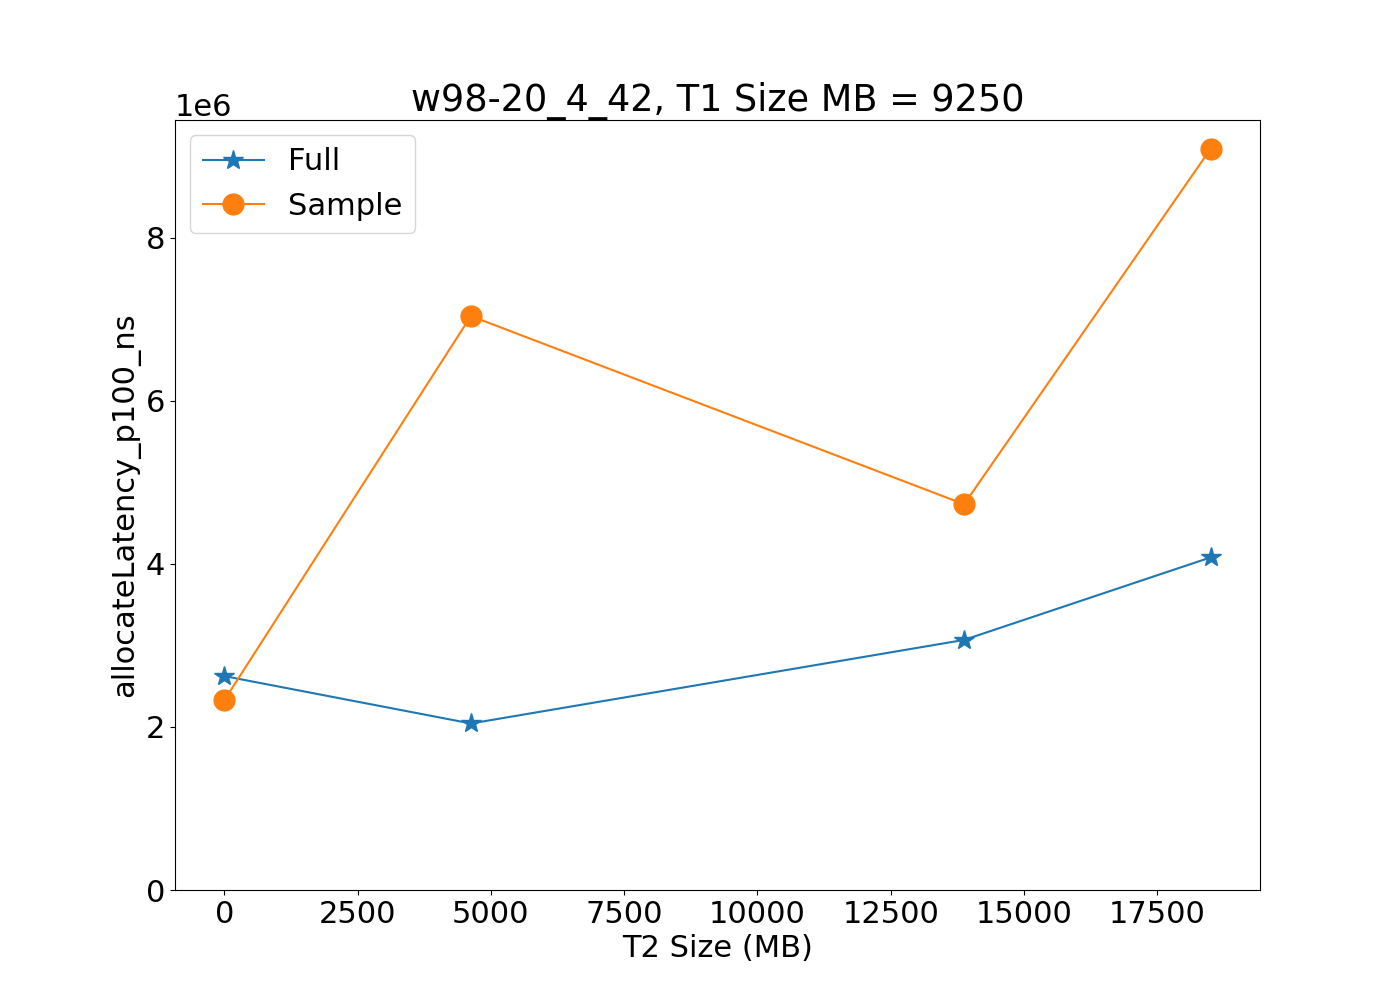 w98-20_4_42, T1 Size MB = 9250
1e6
Full
Sample
8
6
4
2
0
allocateLatency_p100_ns
0 2500 5000 7500 10000 12500 15000 17500
T2 Size (MB)